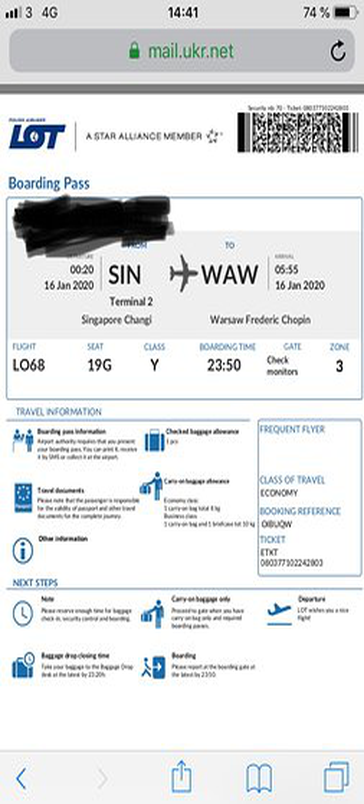 3 4G 14:41 74 %
mail.ukr.net
Security nb: 70 - Ticket: 080377102242803
POLISH AIRLINES
LOT A STAR ALLIANCE MEMBER
Boarding Pass
FROM TO
DEPARTURE ARRIVAL
00:20 SIN WAW 05:55
16 Jan 2020 16 Jan 2020
Terminal 2
Singapore Changi Warsaw Frederic Chopin
FLIGHT SEAT CLASS BOARDING TIME GATE ZONE
LO68 19G Y 23:50 Check monitors 3
TRAVEL INFORMATION
Boarding pass information
Airport authority requires that you present
your boarding pass. You can print it, receive
it by SMS or collect it at the airport.
Checked baggage allowance
1 pcs
Travel documents
Please note that the passenger is responsible
for the validity of passport and other travel
documents for the complete journey.
Carry-on baggage allowance
Economy class:
1 carry-on bag total 8 kg
Business class:
1 carry-on bag and 1 briefcase tot 10 kg
Other information
FREQUENT FLYER
CLASS OF TRAVEL
ECONOMY
BOOKING REFERENCE
OIBUQW
TICKET
ETKT
080377102242803
NEXT STEPS
Note
Please reserve enough time for baggage
check in, security control and boarding.
Carry-on baggage only
Proceed to gate when you have
carry on bag only and required
boarding passes.
Departure
LOT wishes you a nice
flight!
Baggage drop closing time
Take your baggage to the Baggage Drop
desk at the latest by 23:20h.
Boarding
Please report at the boarding gate at
the latest by 23:50.